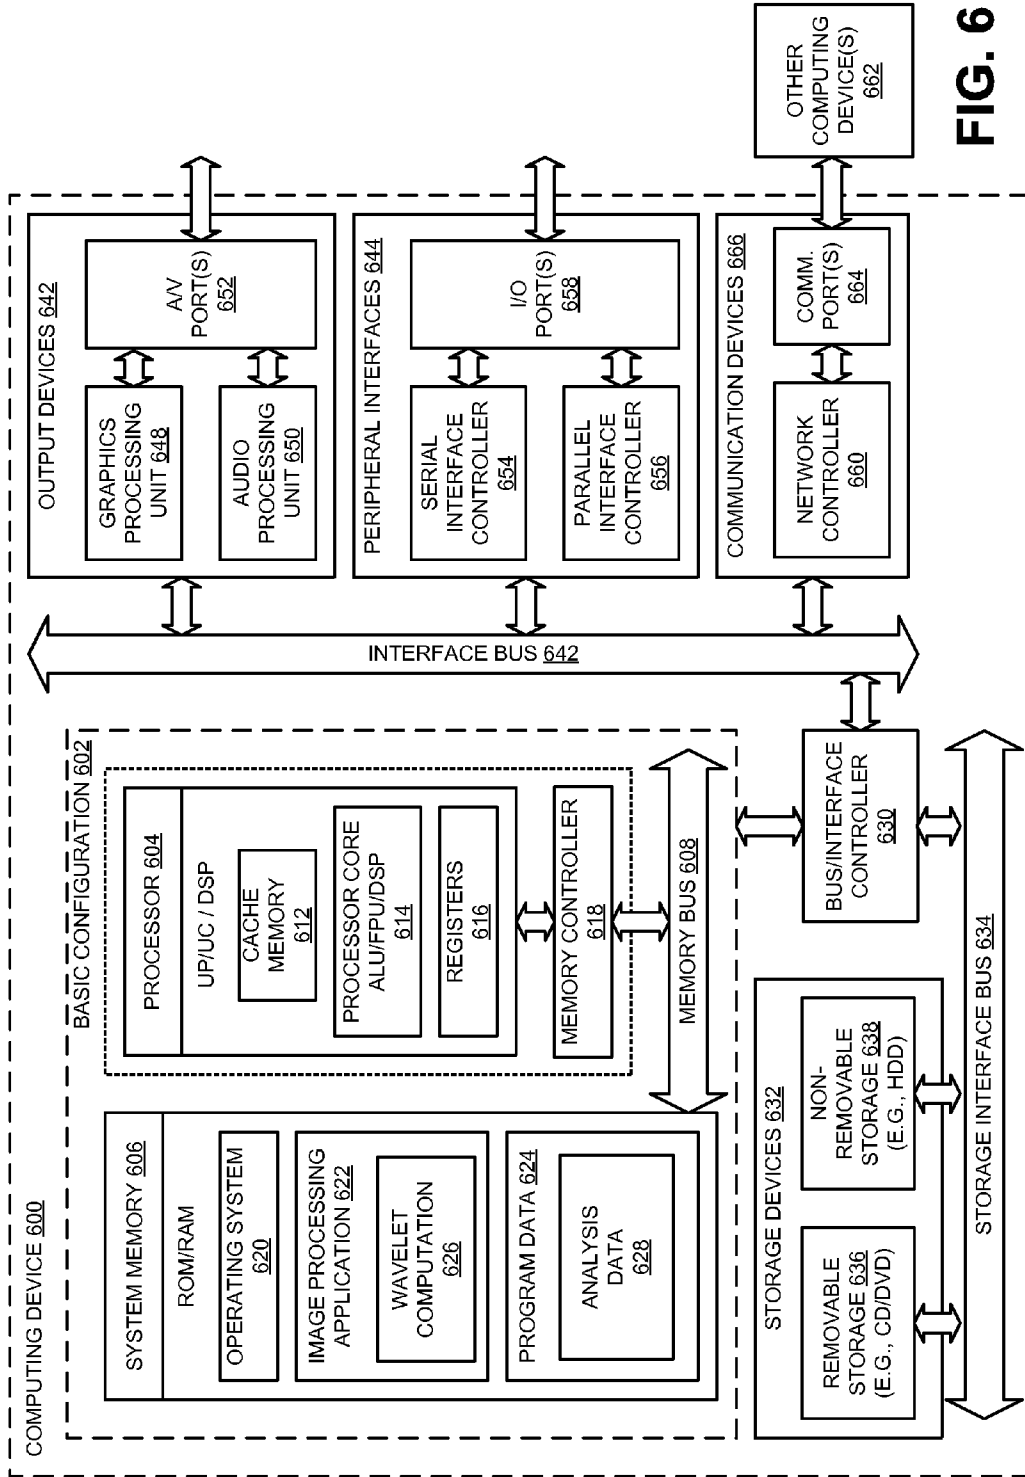 COMPUTING DEVICE 600
BASIC CONFIGURATION 602
SYSTEM MEMORY 606
ROM/RAM
OPERATING SYSTEM
620
IMAGE PROCESSING
APPLICATION 622
WAVELET
COMPUTATION
626
PROGRAM DATA 624
ANALYSIS
DATA
628
PROCESSOR 604
UP/UC / DSP
CACHE
MEMORY
612
PROCESSOR CORE
ALU/FPU/DSP
614
REGISTERS
616
MEMORY CONTROLLER
618
MEMORY BUS 608
STORAGE DEVICES 632
REMOVABLE
STORAGE 636
(E.G., CD/DVD)
NON-
REMOVABLE
STORAGE 638
(E.G., HDD)
STORAGE INTERFACE BUS 634
BUS/INTERFACE
CONTROLLER
630
INTERFACE BUS 642
OUTPUT DEVICES 642
GRAPHICS
PROCESSING
UNIT 648
AUDIO
PROCESSING
UNIT 650
A/V
PORT(S)
652
PERIPHERAL INTERFACES 644
SERIAL
INTERFACE
CONTROLLER
654
PARALLEL
INTERFACE
CONTROLLER
656
I/O
PORT(S)
658
COMMUNICATION DEVICES 666
NETWORK
CONTROLLER
660
COMM.
PORT(S)
664
OTHER
COMPUTING
DEVICE(S)
662
FIG. 6